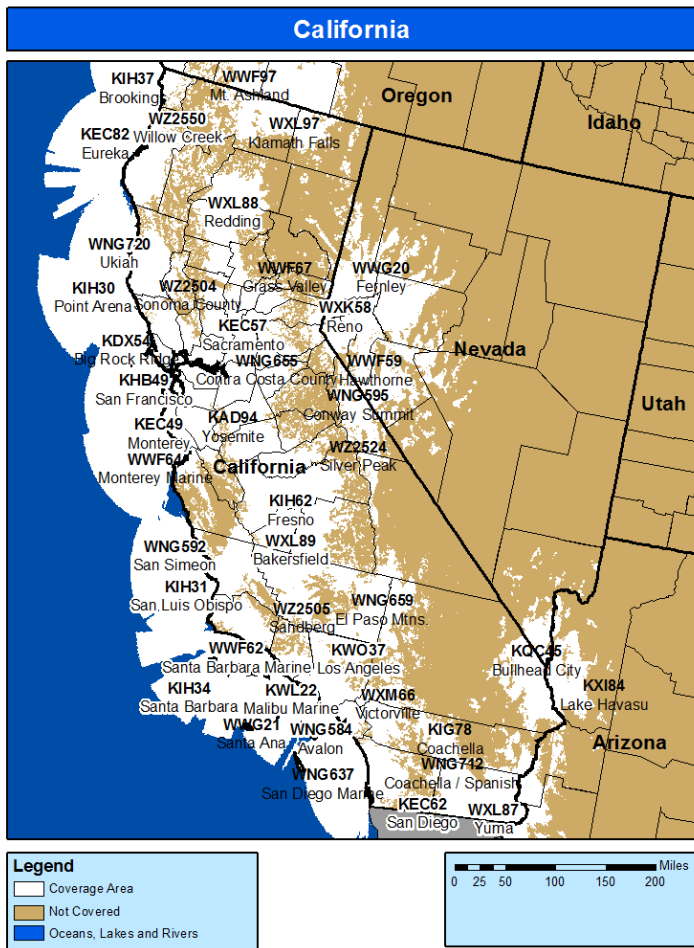 California
KIH37
Brookings
WWF97
Mt. Ashland
Oregon
Idaho
KEC82
Eureka
WZ2550
Willow Creek
WXL97
Klamath Falls
WXL88
Redding
WNG720
Ukiah
KIH30
Point Arena
WZ2504
Sonoma County
WWF67
Grass Valley
WWG20
Fernley
WXK58
Reno
KDX54
Big Rock Ridge
KEC57
Sacramento
Nevada
WNG655
Contra Costa County
WWF59
Hawthorne
KHB49
San Francisco
WNG595
Conway Summit
Utah
KEC49
Monterey
KAD94
Yosemite
WWF64
Monterey Marine
California
WZ2524
Silver Peak
KIH62
Fresno
WNG592
San Simeon
WXL89
Bakersfield
KIH31
San Luis Obispo
WZ2505
Sandberg
WNG659
El Paso Mtns.
WWF62
Santa Barbara Marine
KWO37
Los Angeles
KQC45
Bullhead City
KIH34
Santa Barbara
KWL22
Malibu Marine
WXM66
Victorville
KXI84
Lake Havasu
WWG21
Santa Ana
WNG584
Avalon
KIG78
Coachella
Arizona
WNG637
San Diego Marine
WNG712
Coachella / Spanish
KEC62
San Diego
WXL87
Yuma
Legend
Coverage Area
Not Covered
Oceans, Lakes and Rivers
Miles
0 25 50 100 150 200